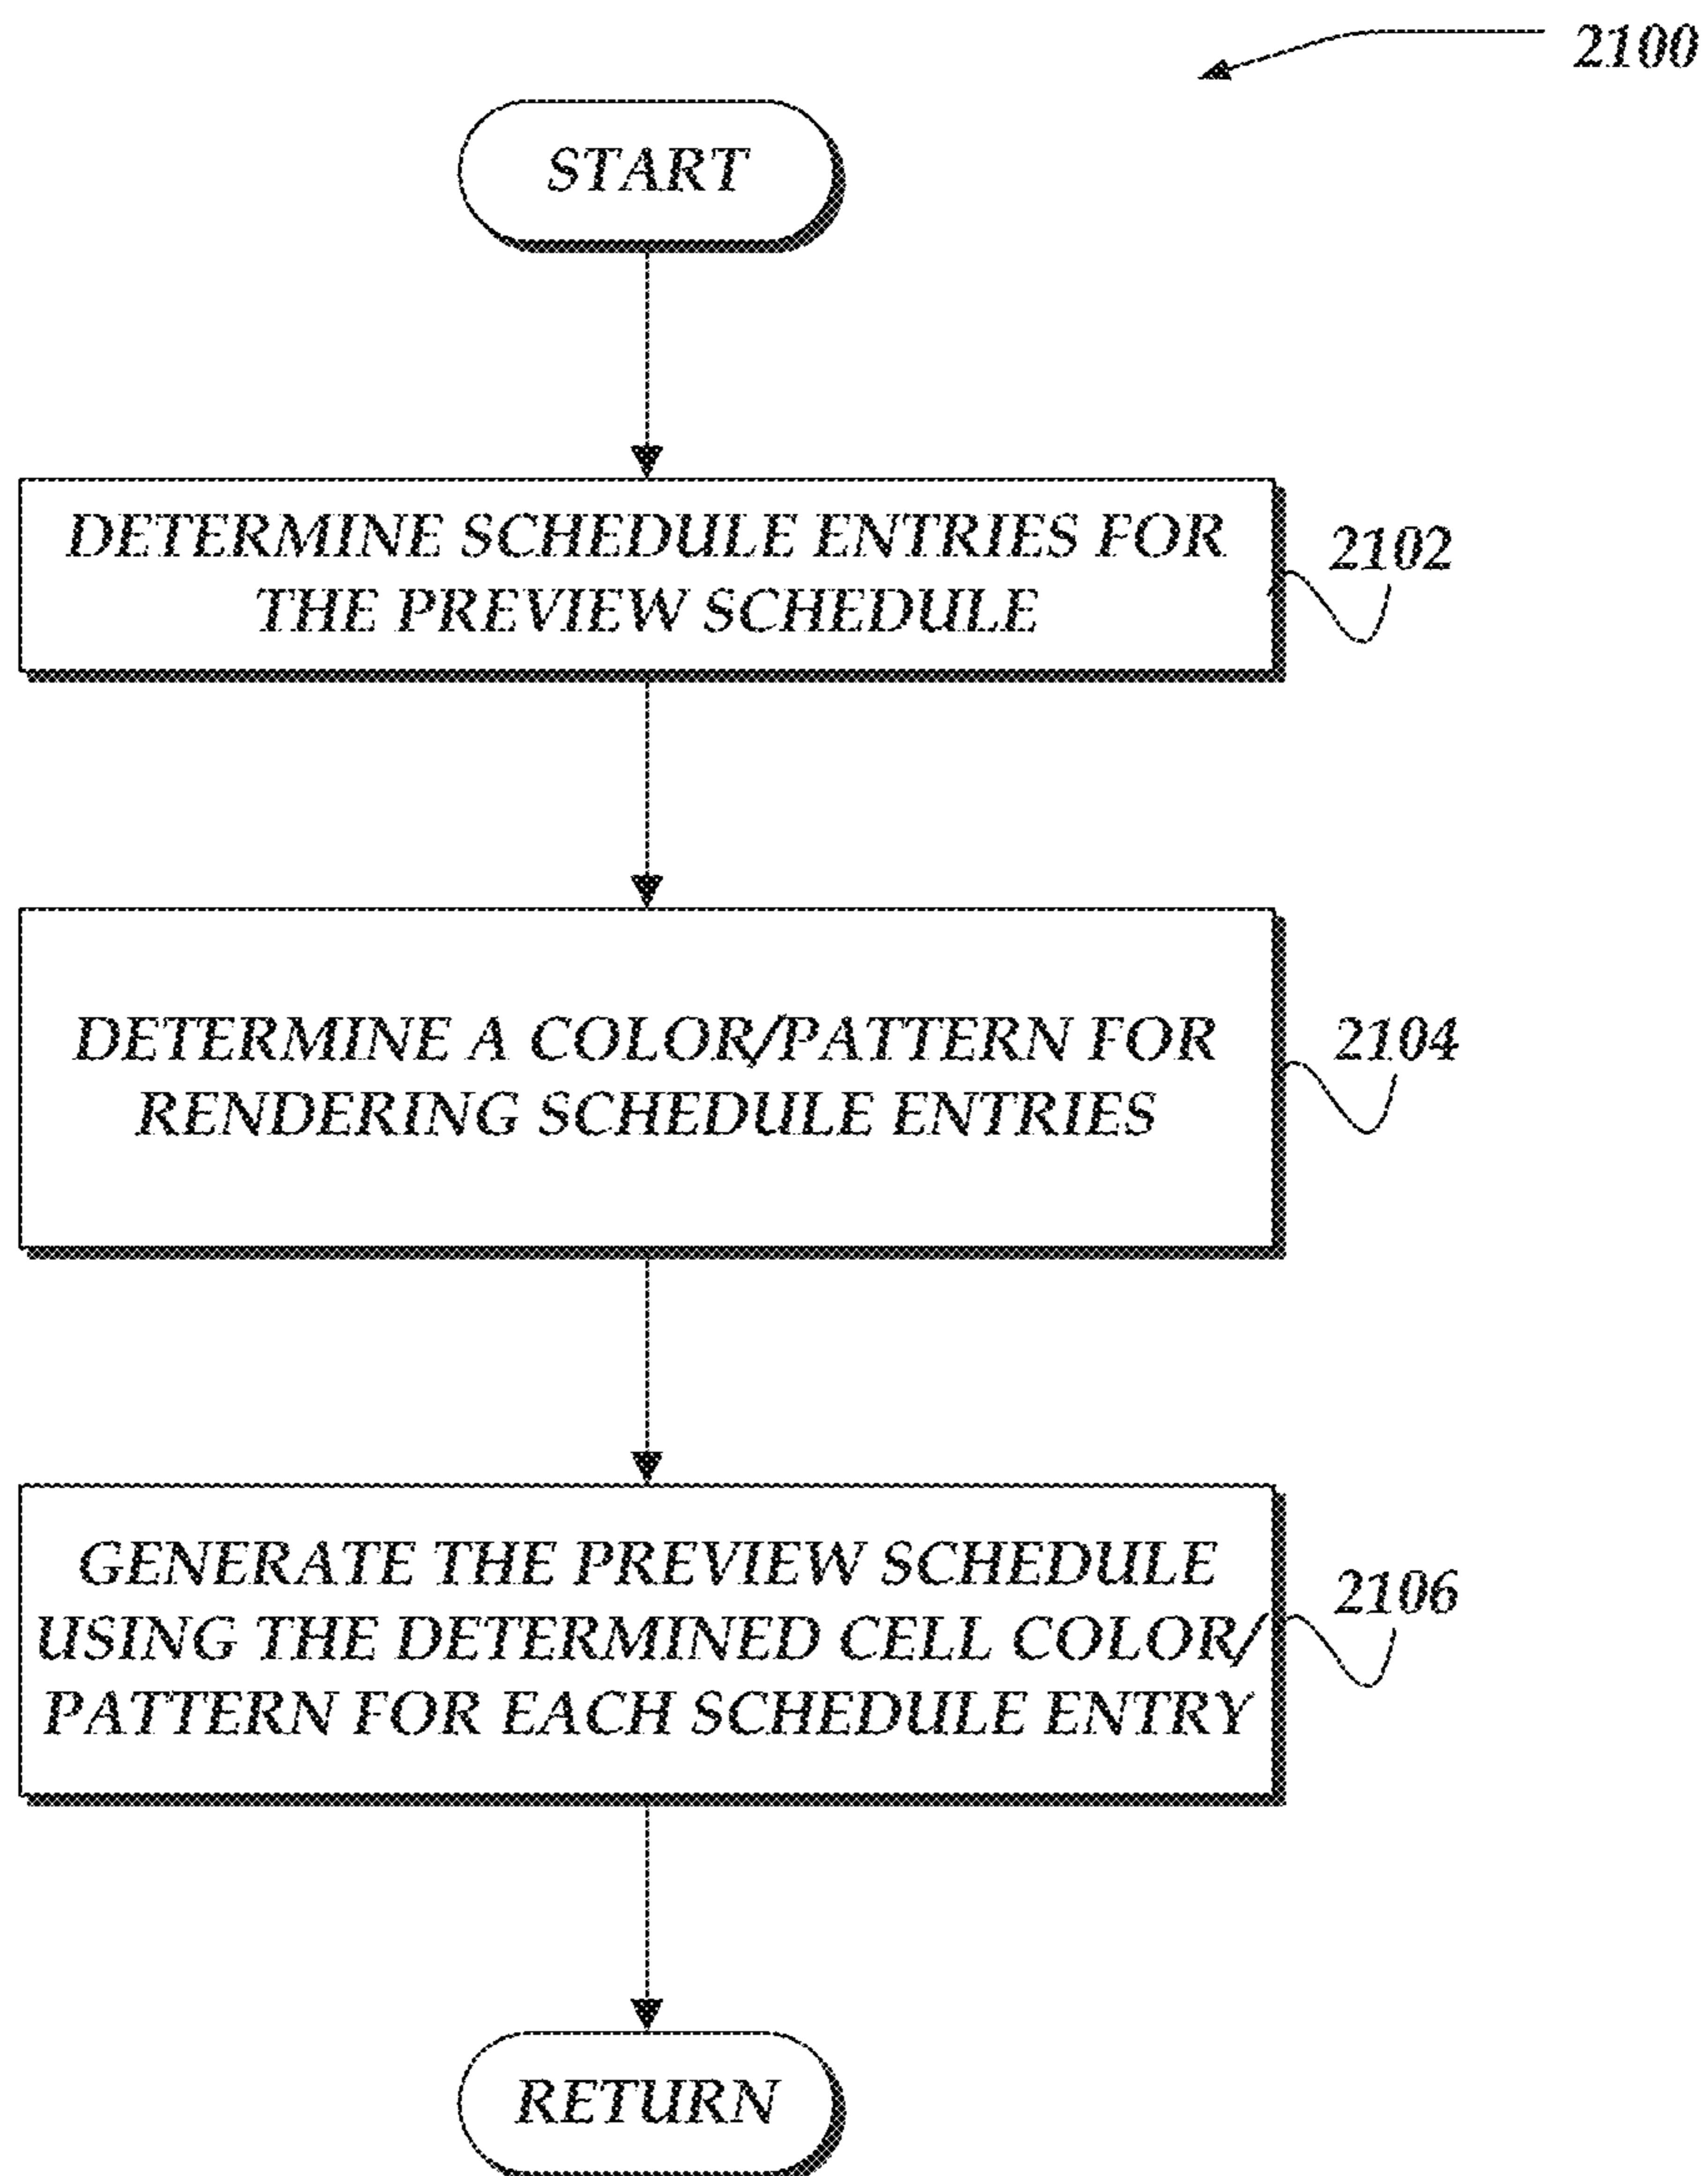 2100
START
DETERMINE SCHEDULE ENTRIES FOR
THE PREVIEW SCHEDULE
2102
DETERMINE A COLOR/PATTERN FOR
RENDERING SCHEDULE ENTRIES
2104
GENERATE THE PREVIEW SCHEDULE
USING THE DETERMINED CELL COLOR/
PATTERN FOR EACH SCHEDULE ENTRY
2106
RETURN